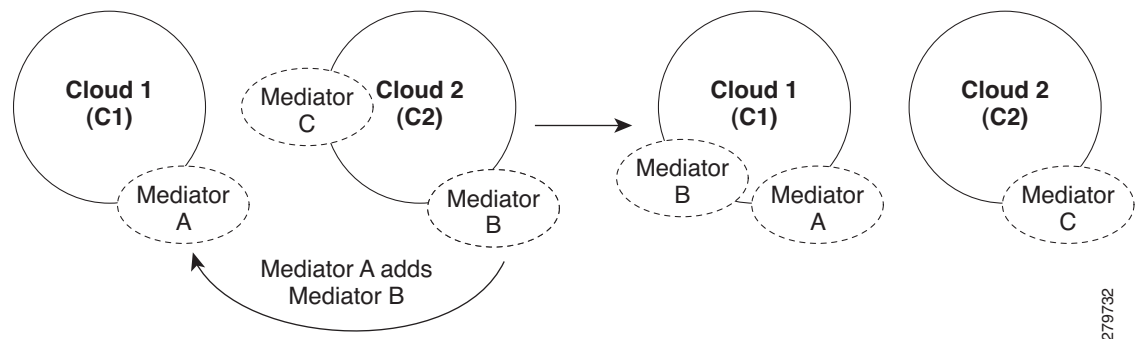 Cloud 1
(C1)
Mediator
A
Mediator
C
Cloud 2
(C2)
Mediator
B
Mediator A adds
Mediator B
Cloud 1
(C1)
Mediator
B
Mediator
A
Cloud 2
(C2)
Mediator
C
279732